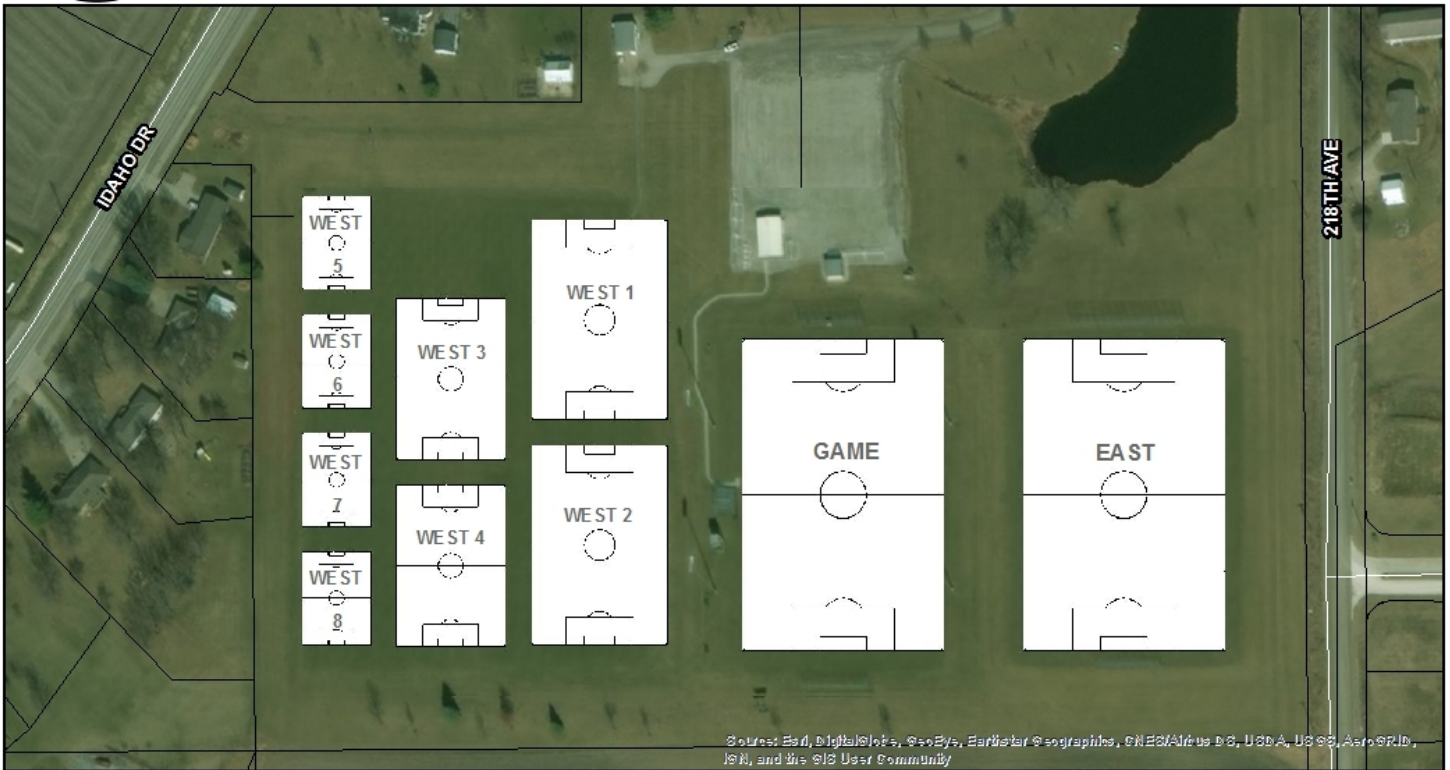 IDAHO DR
218TH AVE
WEST
5
WEST 1
WEST
6
WEST 3
WEST
7
WEST 2
WEST 4
WEST
8
GAME
EAST
Source: Esri, DigitalGlobe, GeoEye, Earthstar Geographics, CNES/Airbus DS, USDA, USGS, AeroGRID,
IGN, and the GIS User Community